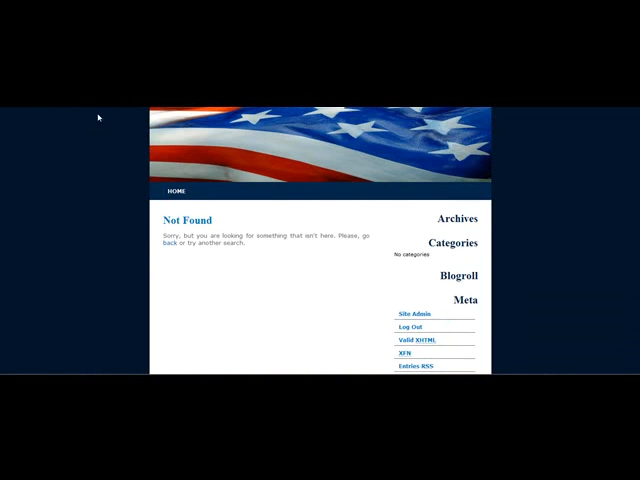 HOME
Not Found
Sorry, but you are looking for something that isn't here. Please, go
back or try another search.
Archives
Categories
No categories
Blogroll
Meta
Site Admin
Log Out
Valid XHTML
XFN
Entries RSS